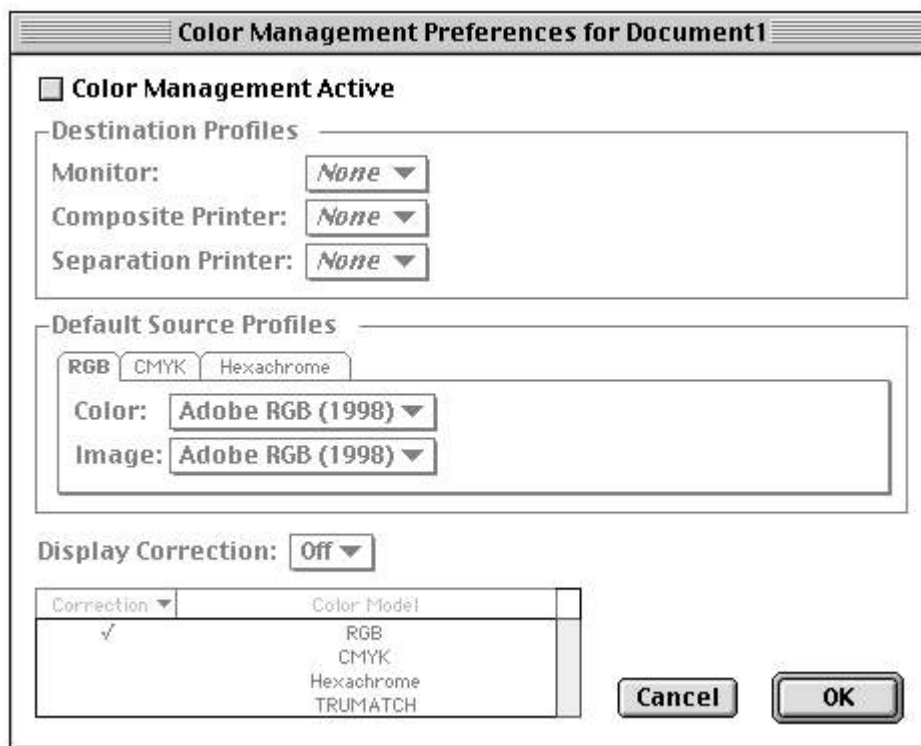 Color Management Preferences for Document1
Color Management Active
Destination Profiles
Monitor: None
Composite Printer: None
Separation Printer: None
Default Source Profiles
RGB CMYK Hexachrome
Color: Adobe RGB (1998)
Image: Adobe RGB (1998)
Display Correction: Off
Correction Color Model
√ RGB
CMYK
Hexachrome
TRUMATCH
Cancel OK